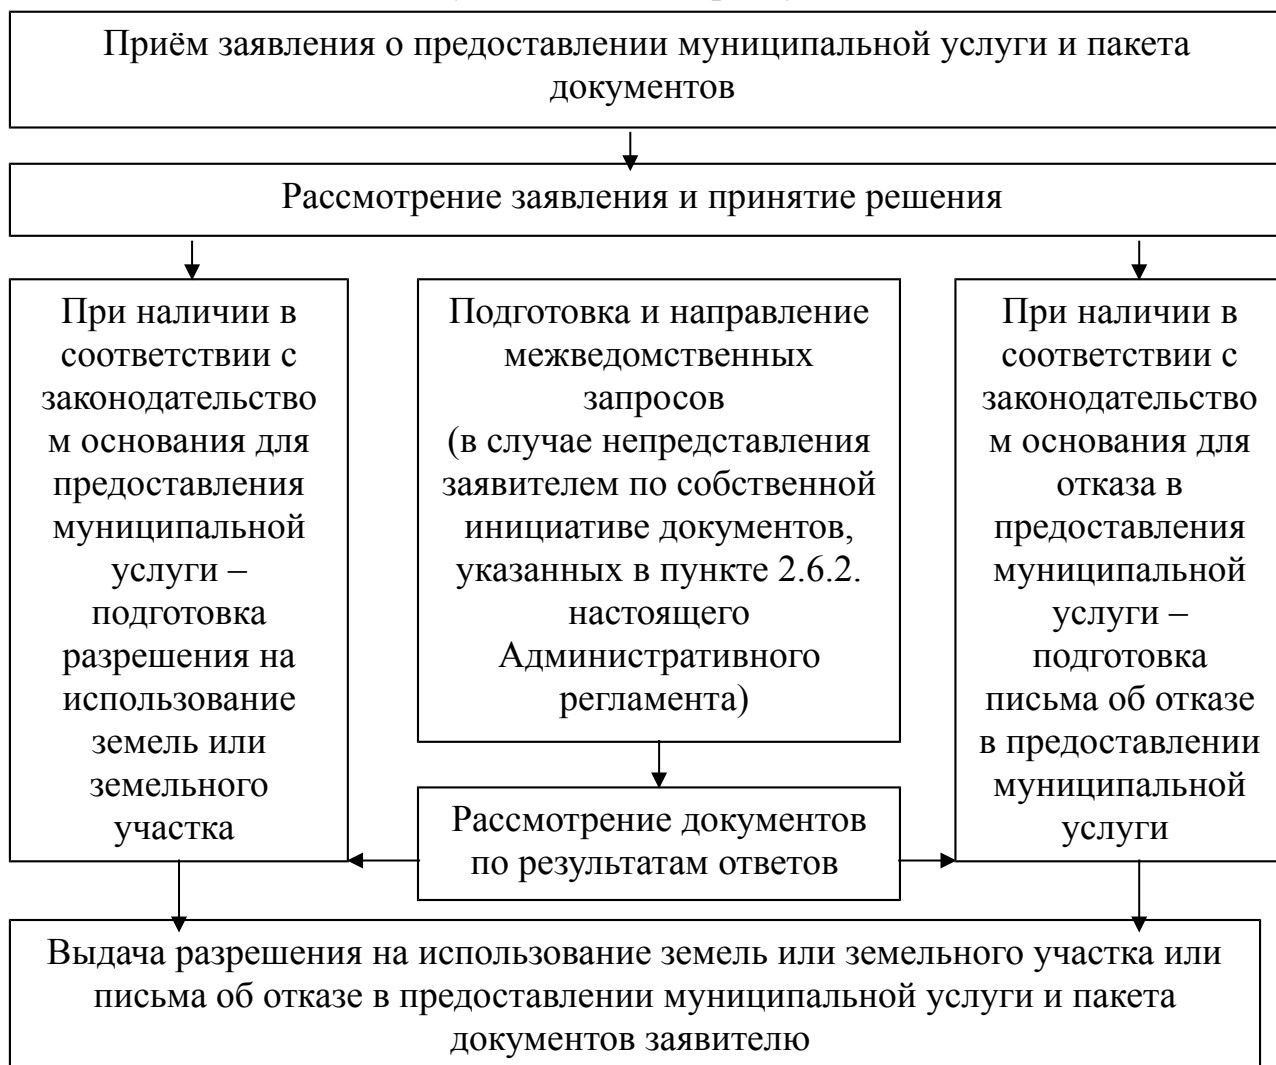 Приём заявления о предоставлении муниципальной услуги и пакета
документов
Рассмотрение заявления и принятие решения
При наличии в
соответствии с
законодательство
м основания для
предоставления
муниципальной
услуги –
подготовка
разрешения на
использование
земель или
земельного
участка
Подготовка и направление
межведомственных
запросов
(в случае непредставления
заявителем по собственной
инициативе документов,
указанных в пункте 2.6.2.
настоящего
Административного
регламента)
Рассмотрение документов
по результатам ответов
При наличии в
соответствии с
законодательство
м основания для
отказа в
предоставления
муниципальной
услуги –
подготовка
письма об отказе
в предоставлении
муниципальной
услуги
Выдача разрешения на использование земель или земельного участка или
письма об отказе в предоставлении муниципальной услуги и пакета
документов заявителю